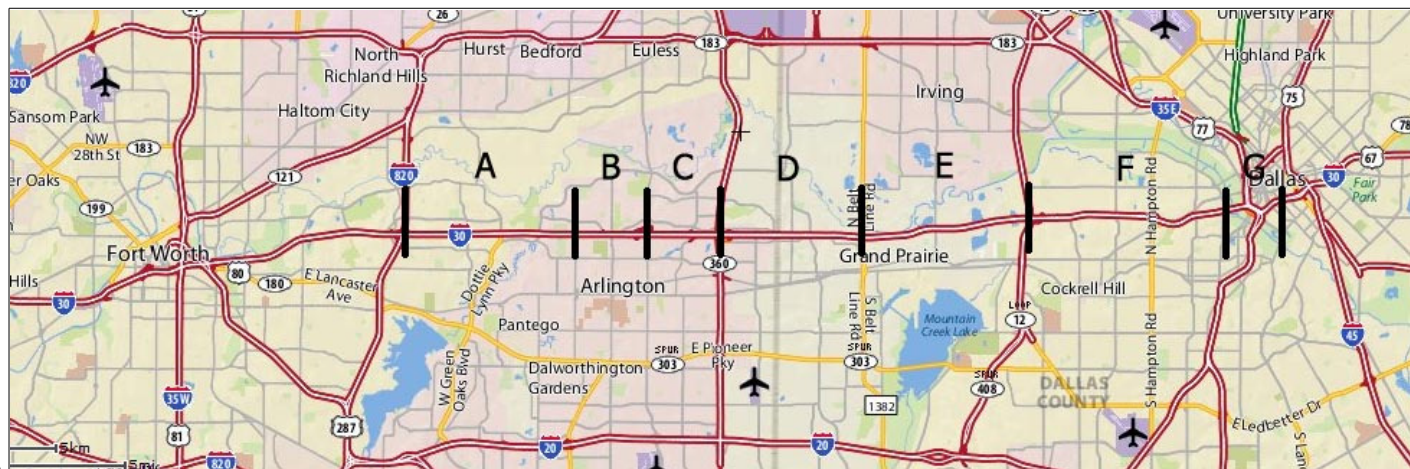 26
183
183
North
Richland Hills
Hurst
Bedford
Euless
University Park
Highland Park
820
75
Haltom City
Irving
35E
77
Sansom Park
NW
28th St
183
78
67
er Oaks
121
820
A
B
C
D
E
F
G
Dallas
30
Fair
Park
199
N Belt
Line Rd
N Hampton Rd
Fort Worth
30
360
Grand Prairie
Hills
80
180
E Lancaster
Ave
Dottie
Lynn Pky
Arlington
Cockrell Hill
30
LOOP
12
Mountain
Creek Lake
S Belt
Line Rd
S Hampton Rd
45
Pantego
SPUR
303
E Pioneer
Pky
SPUR
303
Dalworthington
Gardens
W Green
Oaks Blvd
SPUR
408
DALLAS
COUNTY
35W
1382
E Ledbetter Dr
81
287
20
20
S Lan
5km
820
5mi